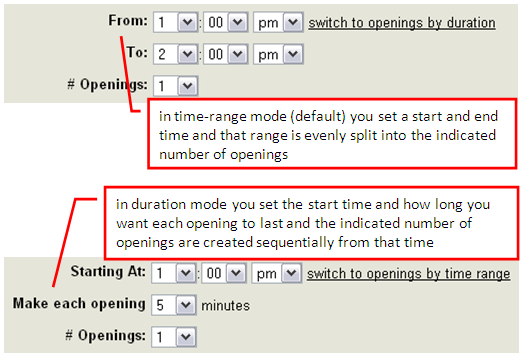 From: 1 : 00 pm switch to openings by duration
To: 2 : 00 pm
# Openings: 1
in time-range mode (default) you set a start and end
time and that range is evenly split into the indicated
number of openings
in duration mode you set the start time and how long you
want each opening to last and the indicated number of
openings are created sequentially from that time
Starting At: 1 : 00 pm switch to openings by time range
Make each opening 5 minutes
# Openings: 1